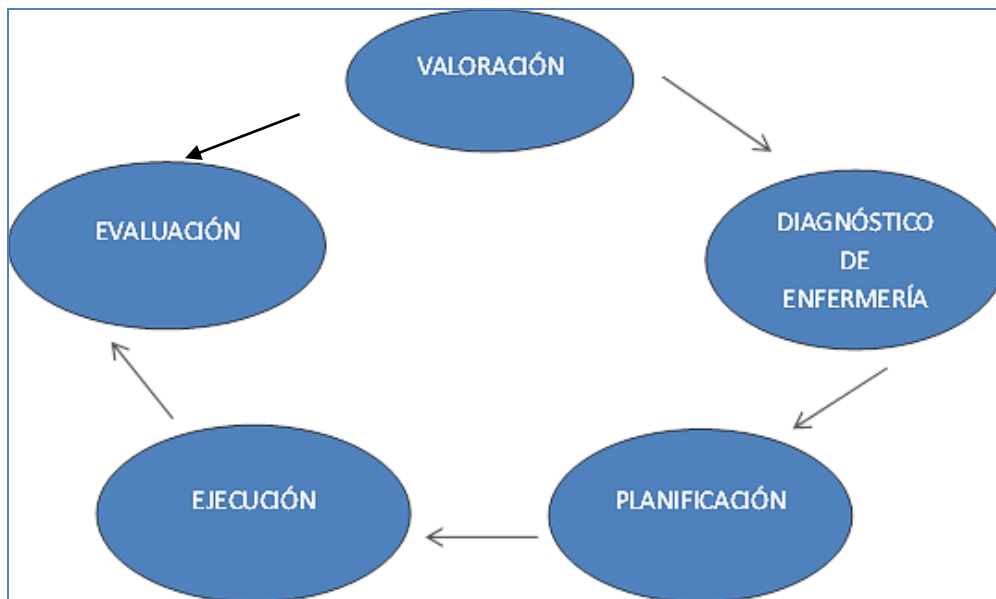 VALORACIÓN
DIAGNÓSTICO
DE
ENFERMERÍA
PLANIFICACIÓN
EJECUCIÓN
EVALUACIÓN